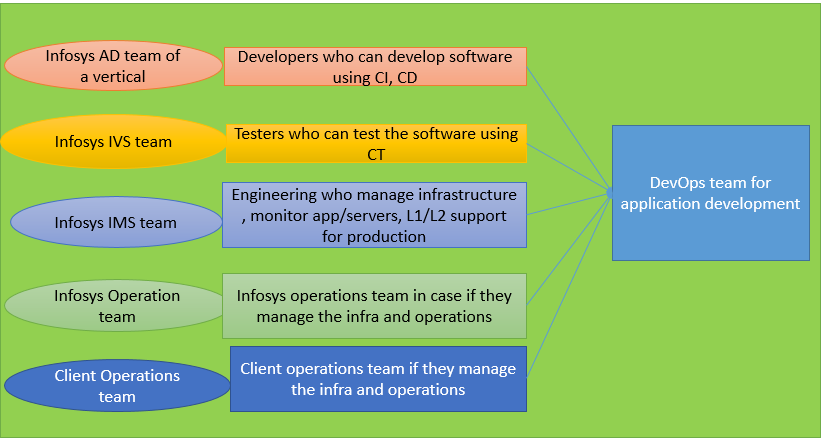 Infosys AD team of
a vertical
Developers who can develop software
using CI, CD
Infosys IVS team
Testers who can test the software using
CT
Infosys IMS team
Engineering who manage infrastructure
, monitor app/servers, L1/L2 support
for production
Infosys Operation
team
Infosys operations team in case if they
manage the infra and operations
Client Operations
team
Client operations team if they manage
the infra and operations
DevOps team for
application development